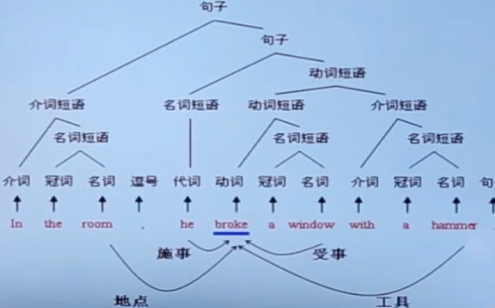 句子
句子
动词短语
介词短语 名词短语 动词短语 介词短语
名词短语 名词短语 名词短语
介词 冠词 名词 逗号 代词 动词 冠词 名词 介词 冠词 名词 句
In the room , he broke a window with a hammer .
施事 受事
地点 工具